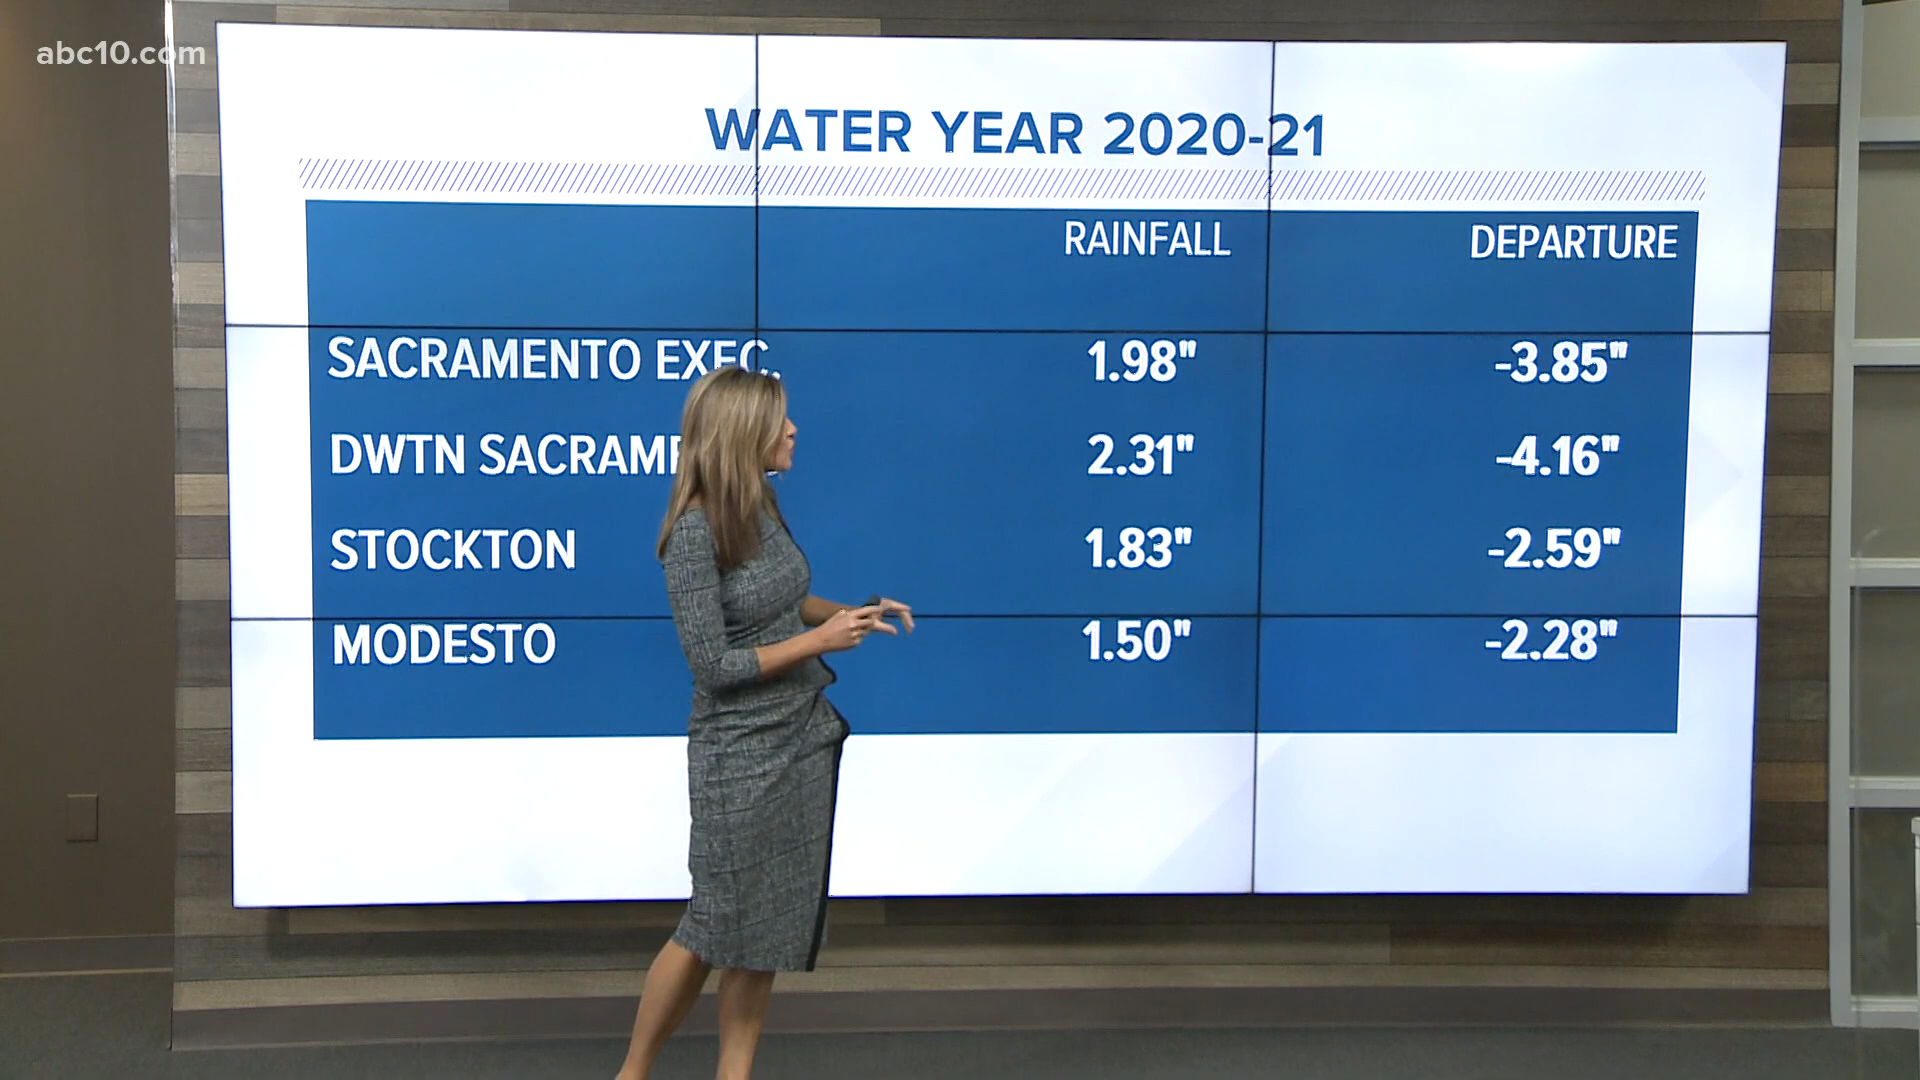 abc10.com
WATER YEAR 2020-21
RAINFALL DEPARTURE
SACRAMENTO EXEC. 1.98" -3.85"
DWTN 2.31" -4.16"
STOCKTON 1.83" -2.59"
MODESTO 1.50" -2.28"